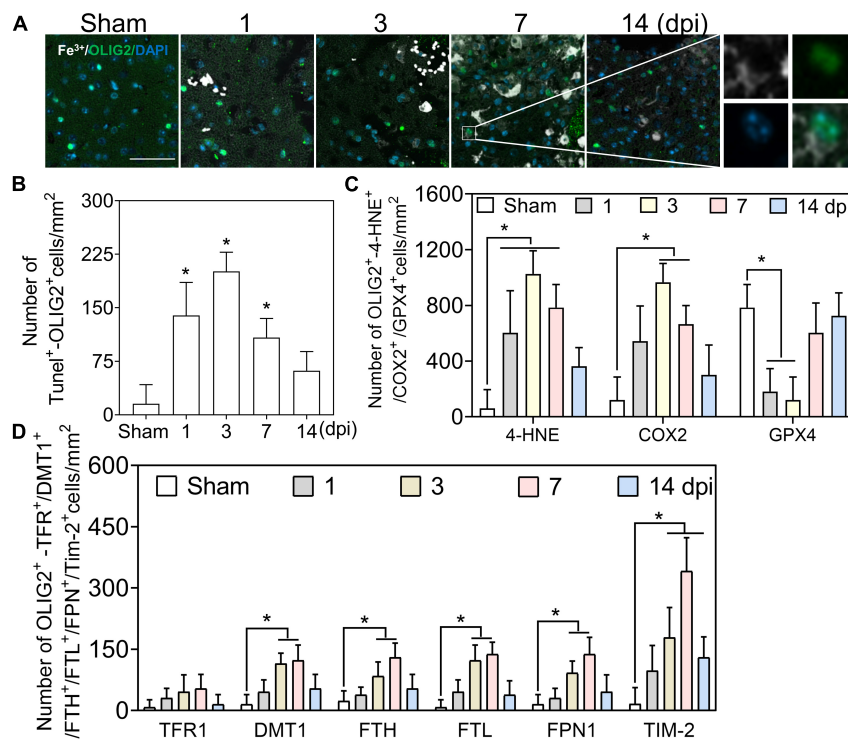 A
Sham 1 3 7 14 (dpi)
Fe³⁺/OLIG2/DAPI
B
Number of
Tunel⁺-OLIG2⁺cells/mm²
300
225
150
75
0
* * *
Sham 1 3 7 14 (dpi)
C
Number of OLIG2⁺-4-HNE⁺
/COX2⁺/GPX4⁺cells/mm²
1600
1200
800
400
0
Sham 1 3 7 14 dp
* * *
4-HNE COX2 GPX4
D
Number of OLIG2⁺ -TFR⁺/DMT1⁺
/FTH⁺/FTL⁺/FPN⁺/Tim-2⁺cells/mm²
600
450
300
150
0
Sham 1 3 7 14 dpi
* * * * *
TFR1 DMT1 FTH FTL FPN1 TIM-2